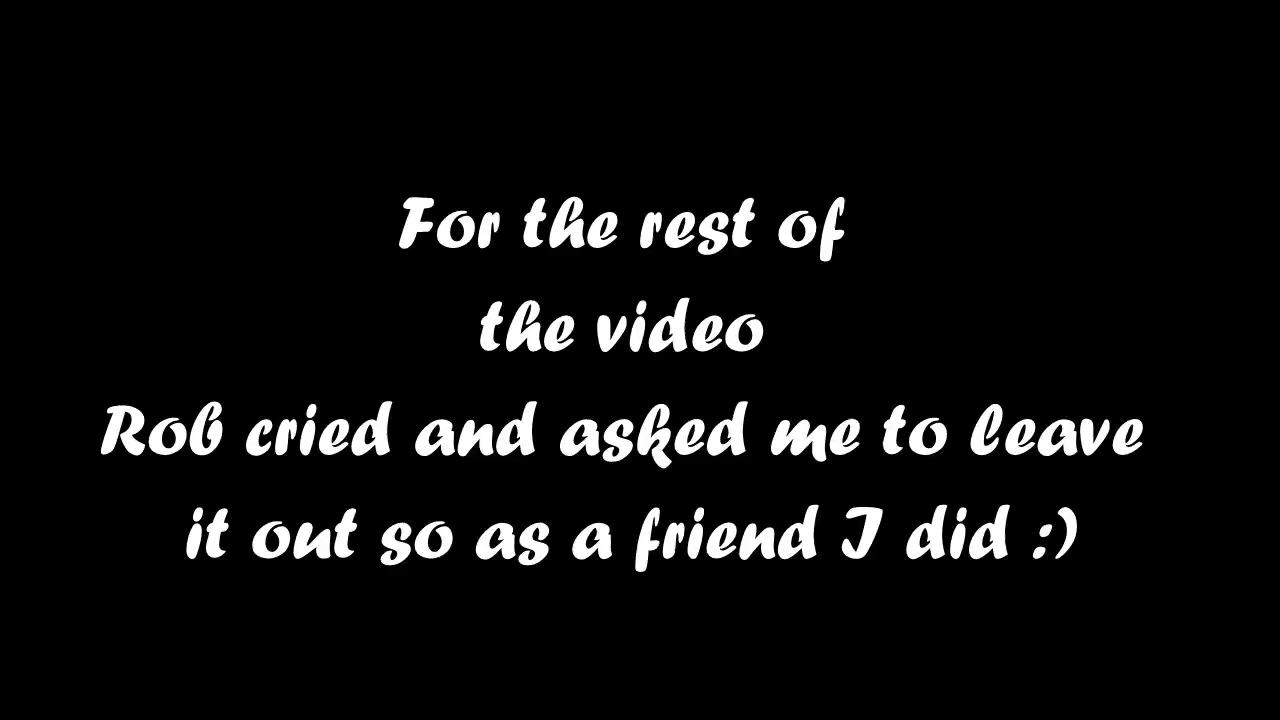 For the rest of
the video
Rob cried and asked me to leave
it out so as a friend I did :)